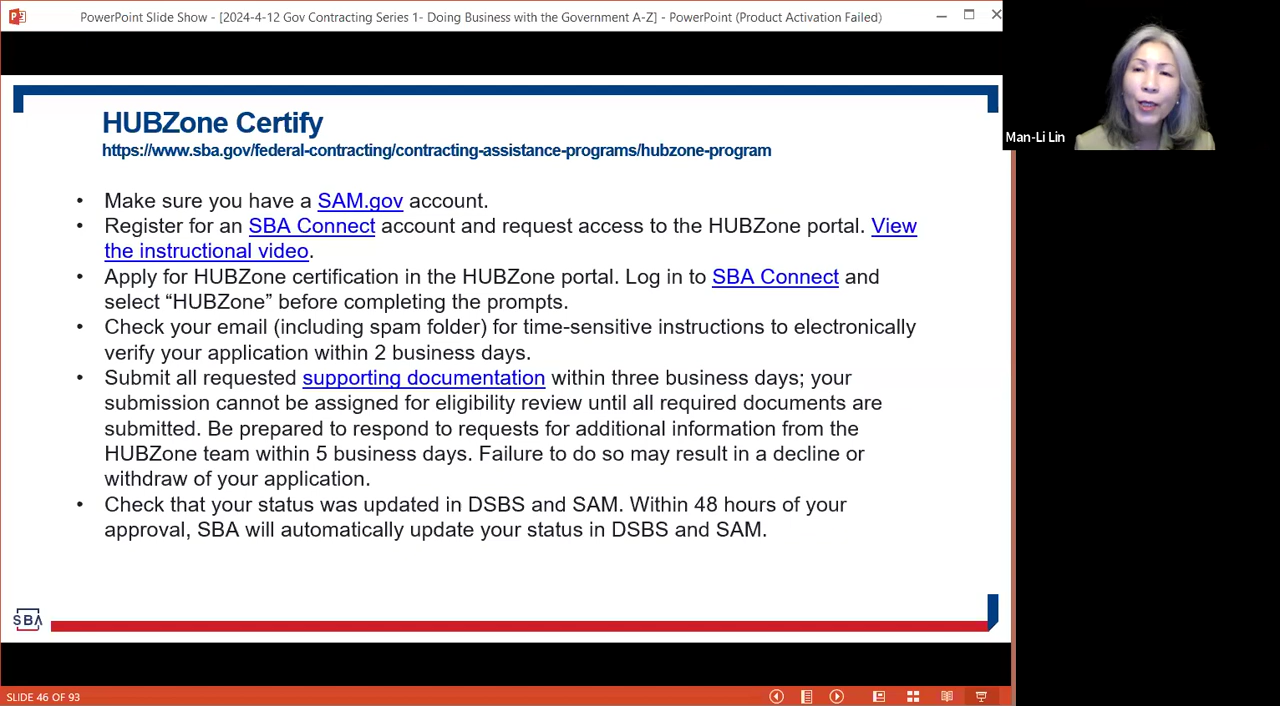 PowerPoint Slide Show - [2024-4-12 Gov Contracting Series 1- Doing Business with the Government A-Z] - PowerPoint (Product Activation Failed)
HUBZone Certify
https://www.sba.gov/federal-contracting/contracting-assistance-programs/hubzone-program
• Make sure you have a SAM.gov account.
• Register for an SBA Connect account and request access to the HUBZone portal. View
the instructional video.
• Apply for HUBZone certification in the HUBZone portal. Log in to SBA Connect and
select “HUBZone” before completing the prompts.
• Check your email (including spam folder) for time-sensitive instructions to electronically
verify your application within 2 business days.
• Submit all requested supporting documentation within three business days; your
submission cannot be assigned for eligibility review until all required documents are
submitted. Be prepared to respond to requests for additional information from the
HUBZone team within 5 business days. Failure to do so may result in a decline or
withdraw of your application.
• Check that your status was updated in DSBS and SAM. Within 48 hours of your
approval, SBA will automatically update your status in DSBS and SAM.
SBA
SLIDE 46 OF 93
Man-Li Lin